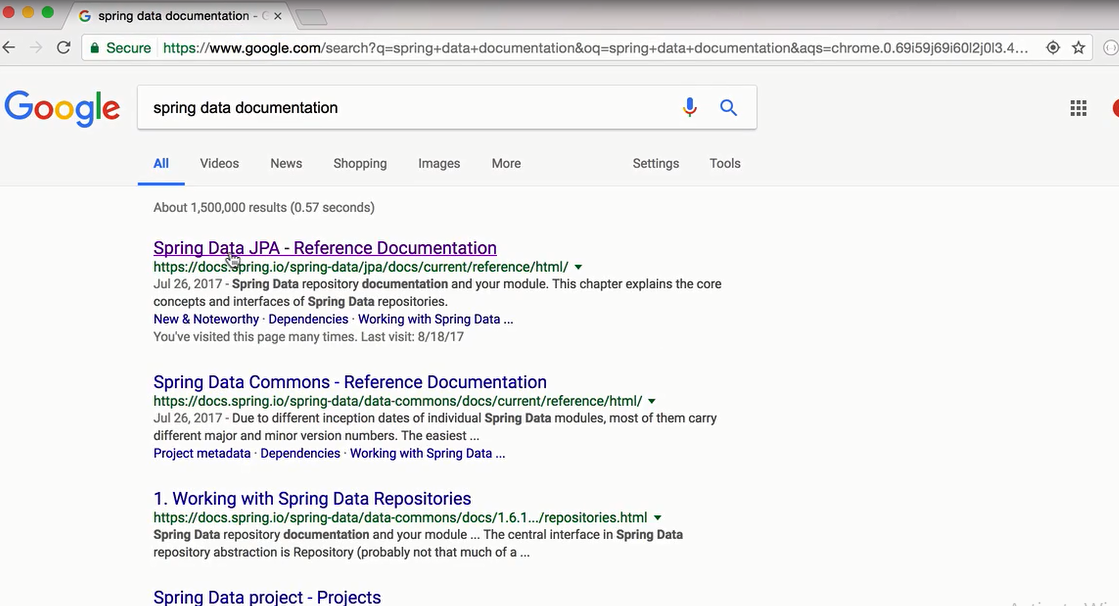 spring data documentation -
Secure https://www.google.com/search?q=spring+data+documentation&oq=spring+data+documentation&aqs=chrome.0.69i59j69i60l2j0l3.4...
Google
spring data documentation
All Videos News Shopping Images More Settings Tools
About 1,500,000 results (0.57 seconds)
Spring Data JPA - Reference Documentation
https://docs.spring.io/spring-data/jpa/docs/current/reference/html/
Jul 26, 2017 - Spring Data repository documentation and your module. This chapter explains the core
concepts and interfaces of Spring Data repositories.
New & Noteworthy · Dependencies · Working with Spring Data ...
You've visited this page many times. Last visit: 8/18/17
Spring Data Commons - Reference Documentation
https://docs.spring.io/spring-data/data-commons/docs/current/reference/html/
Jul 26, 2017 - Due to different inception dates of individual Spring Data modules, most of them carry
different major and minor version numbers. The easiest ...
Project metadata · Dependencies · Working with Spring Data ...
1. Working with Spring Data Repositories
https://docs.spring.io/spring-data/data-commons/docs/1.6.1.../repositories.html
Spring Data repository documentation and your module ... The central interface in Spring Data
repository abstraction is Repository (probably not that much of a ...
Spring Data project - Projects